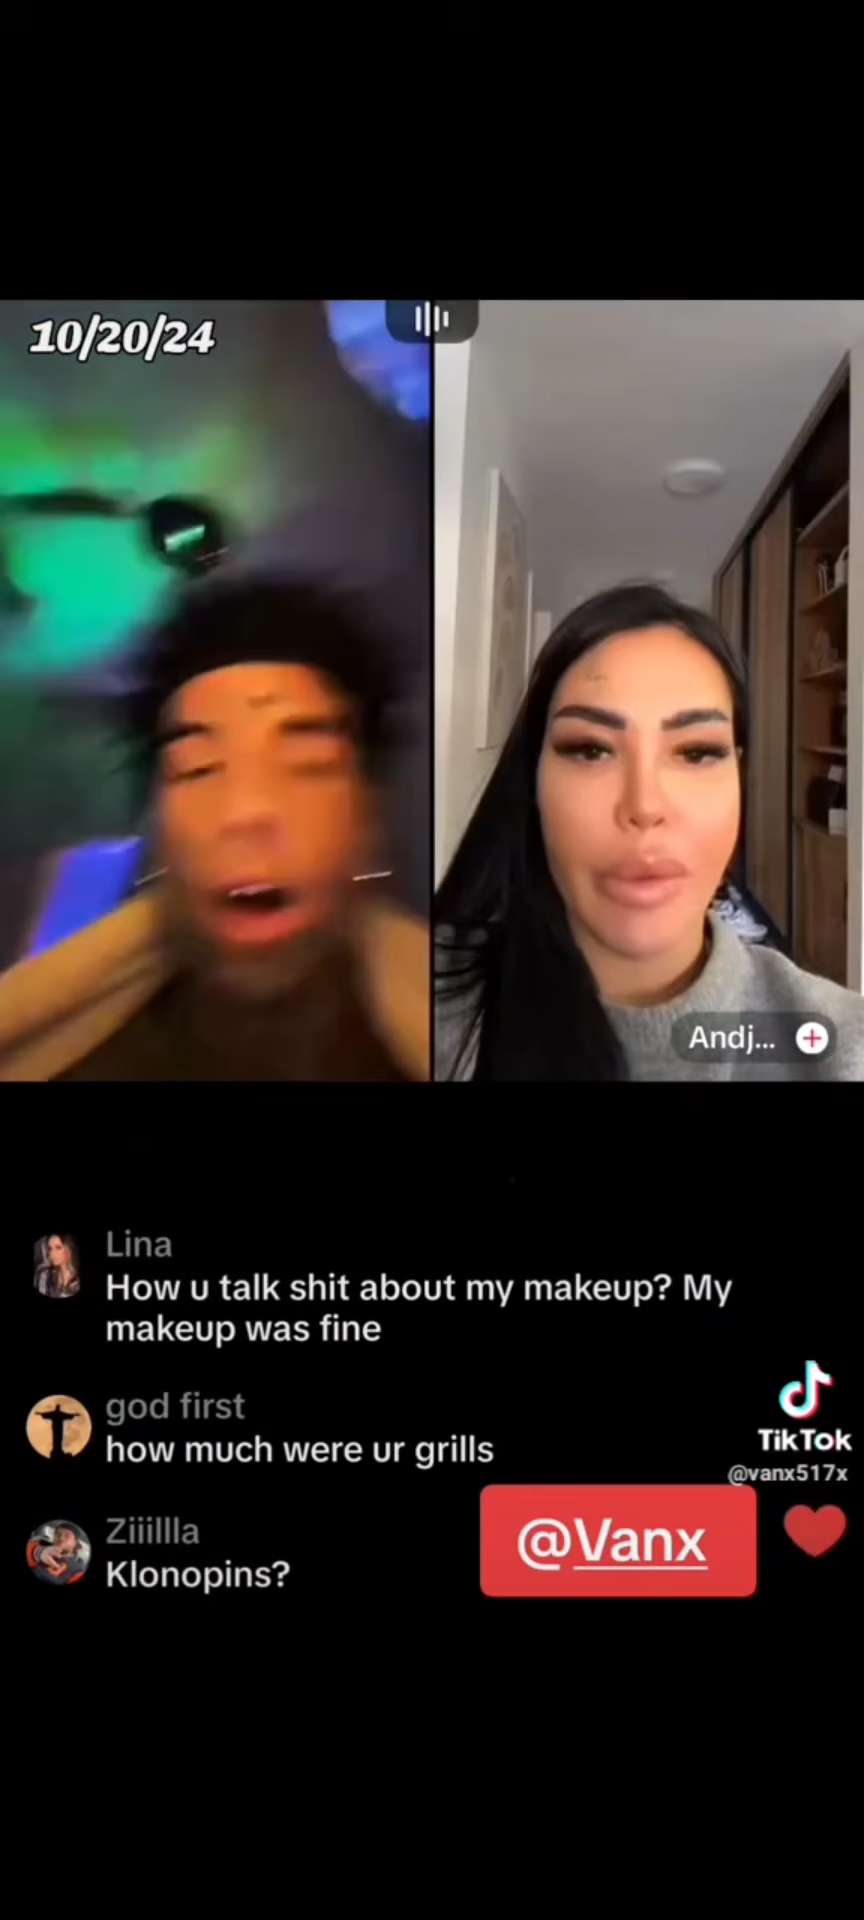 10/20/24
Andj...
Lina
How u talk shit about my makeup? My
makeup was fine
god first
how much were ur grills
TikTok
@vanx517x
@Vanx
Ziiillla
Klonopins?